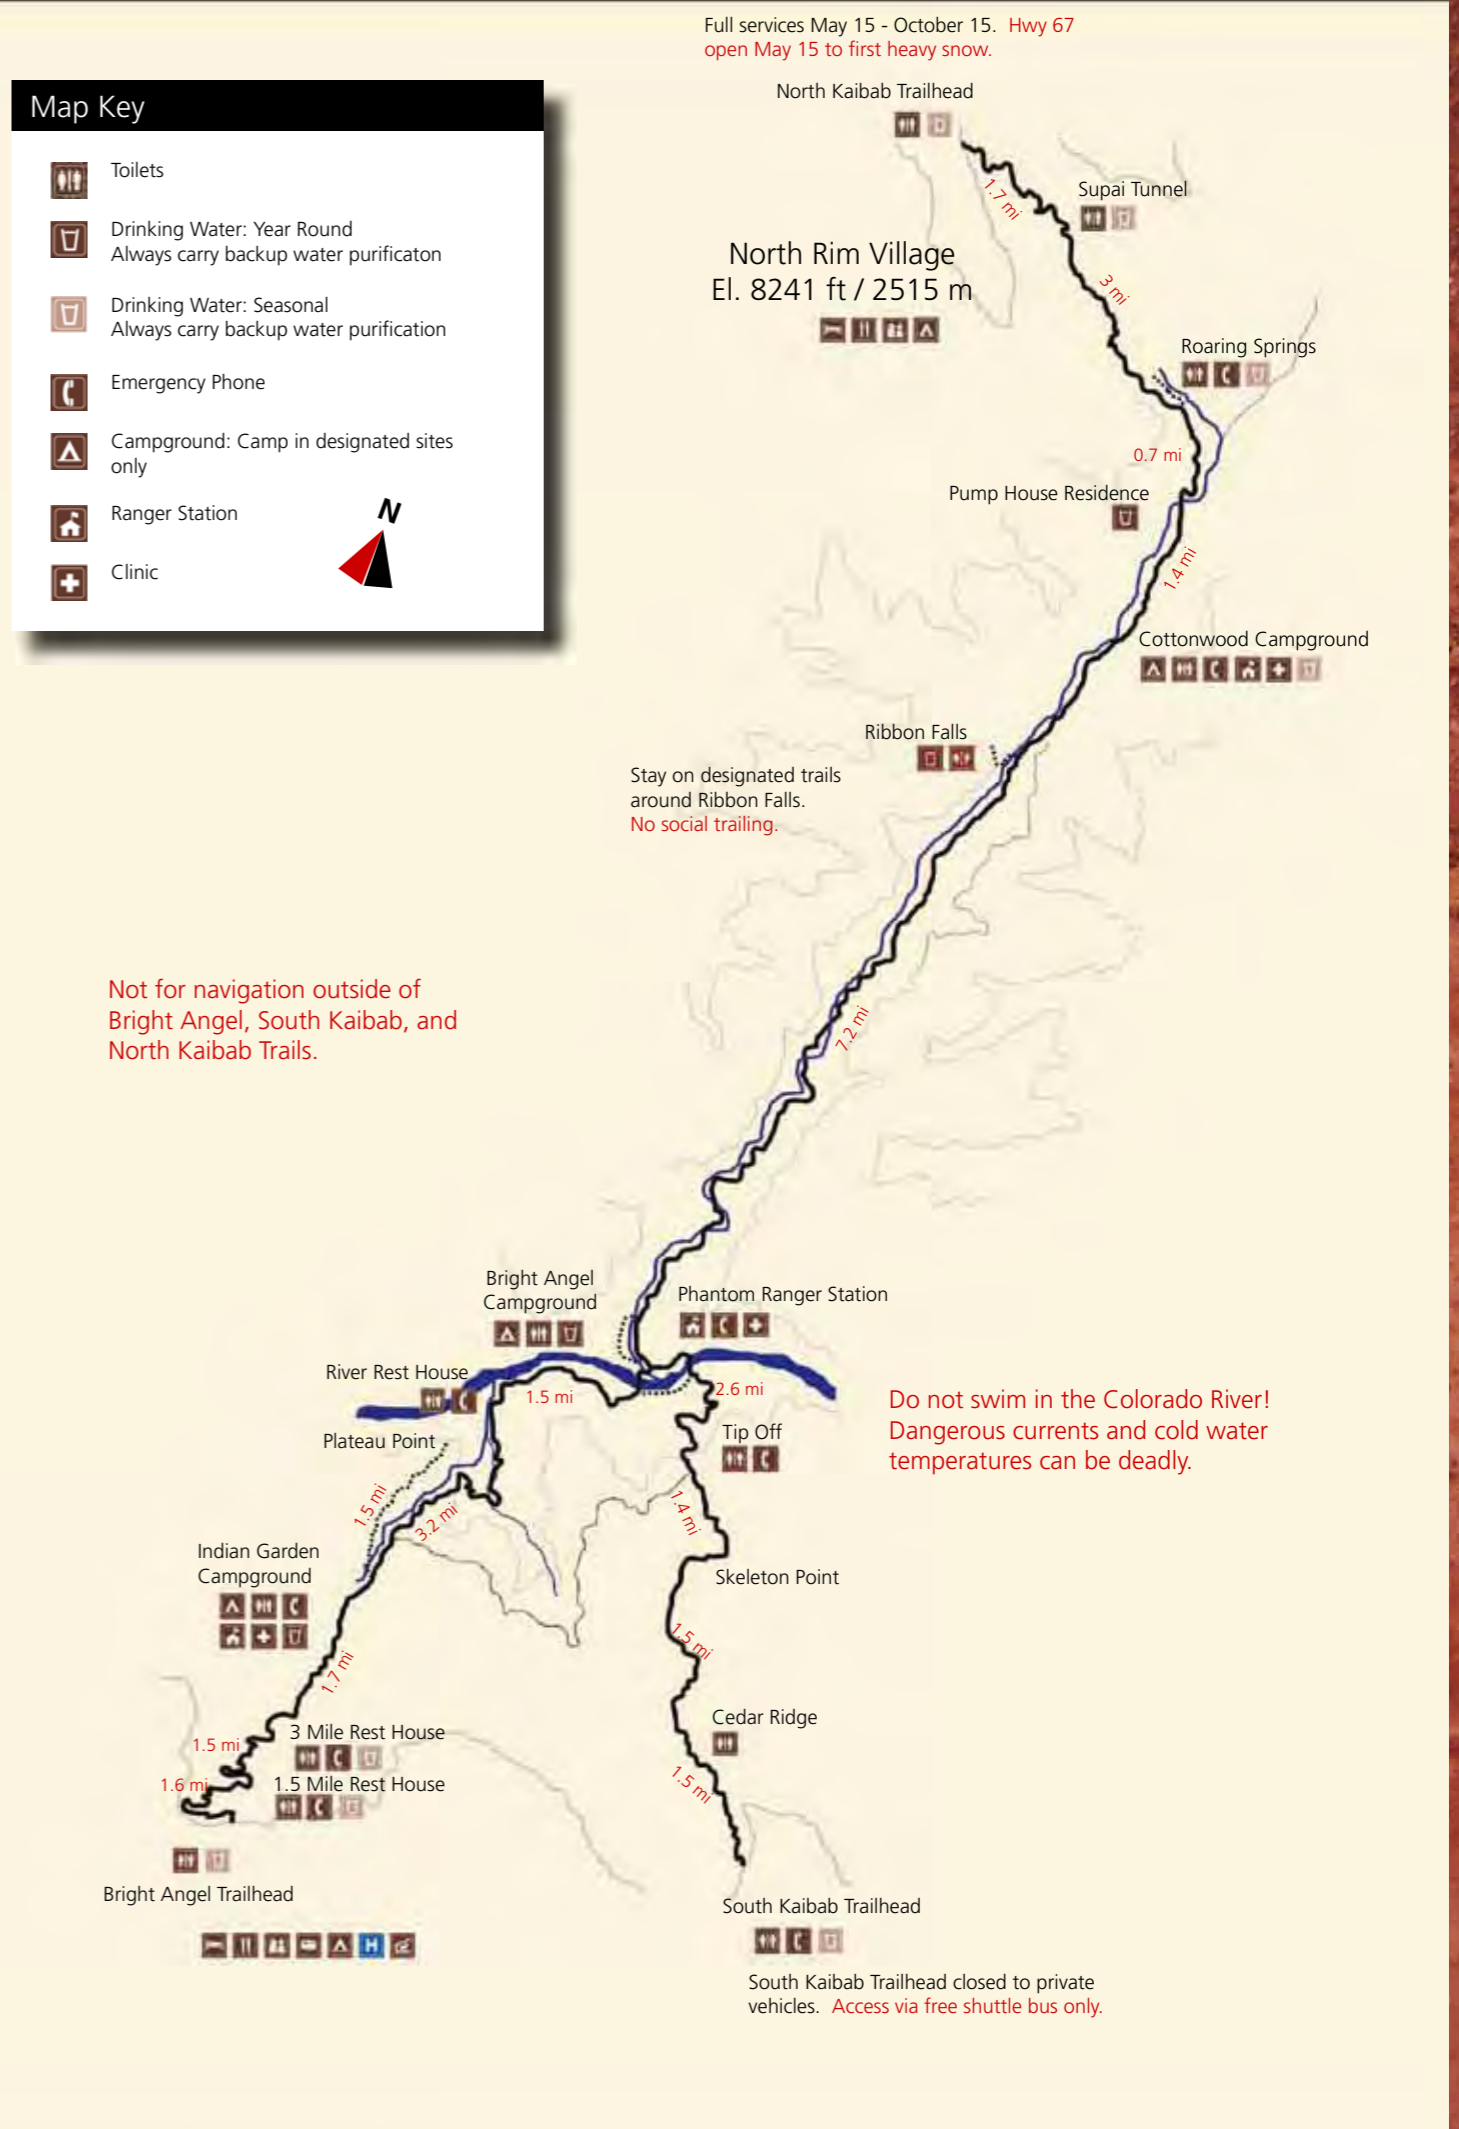 Full services May 15 - October 15. Hwy 67
open May 15 to first heavy snow.
Map Key
Toilets
Drinking Water: Year Round
Always carry backup water purificaton
Drinking Water: Seasonal
Always carry backup water purification
Emergency Phone
Campground: Camp in designated sites
only
Ranger Station
Clinic
N
North Kaibab Trailhead
1.7 mi
Supai Tunnel
North Rim Village
El. 8241 ft / 2515 m
3 mi
Roaring Springs
0.7 mi
Pump House Residence
1.4 mi
Cottonwood Campground
Ribbon Falls
Stay on designated trails
around Ribbon Falls.
No social trailing.
Not for navigation outside of
Bright Angel, South Kaibab, and
North Kaibab Trails.
7.2 mi
Bright Angel
Campground
Phantom Ranger Station
River Rest House
1.5 mi
2.6 mi
Do not swim in the Colorado River!
Dangerous currents and cold water
temperatures can be deadly.
Plateau Point
Tip Off
1.5 mi
3.2 mi
1.4 mi
Indian Garden
Campground
Skeleton Point
1.5 mi
1.7 mi
Cedar Ridge
3 Mile Rest House
1.5 mi
1.6 mi
1.5 Mile Rest House
1.5 mi
Bright Angel Trailhead
H
South Kaibab Trailhead
South Kaibab Trailhead closed to private
vehicles. Access via free shuttle bus only.